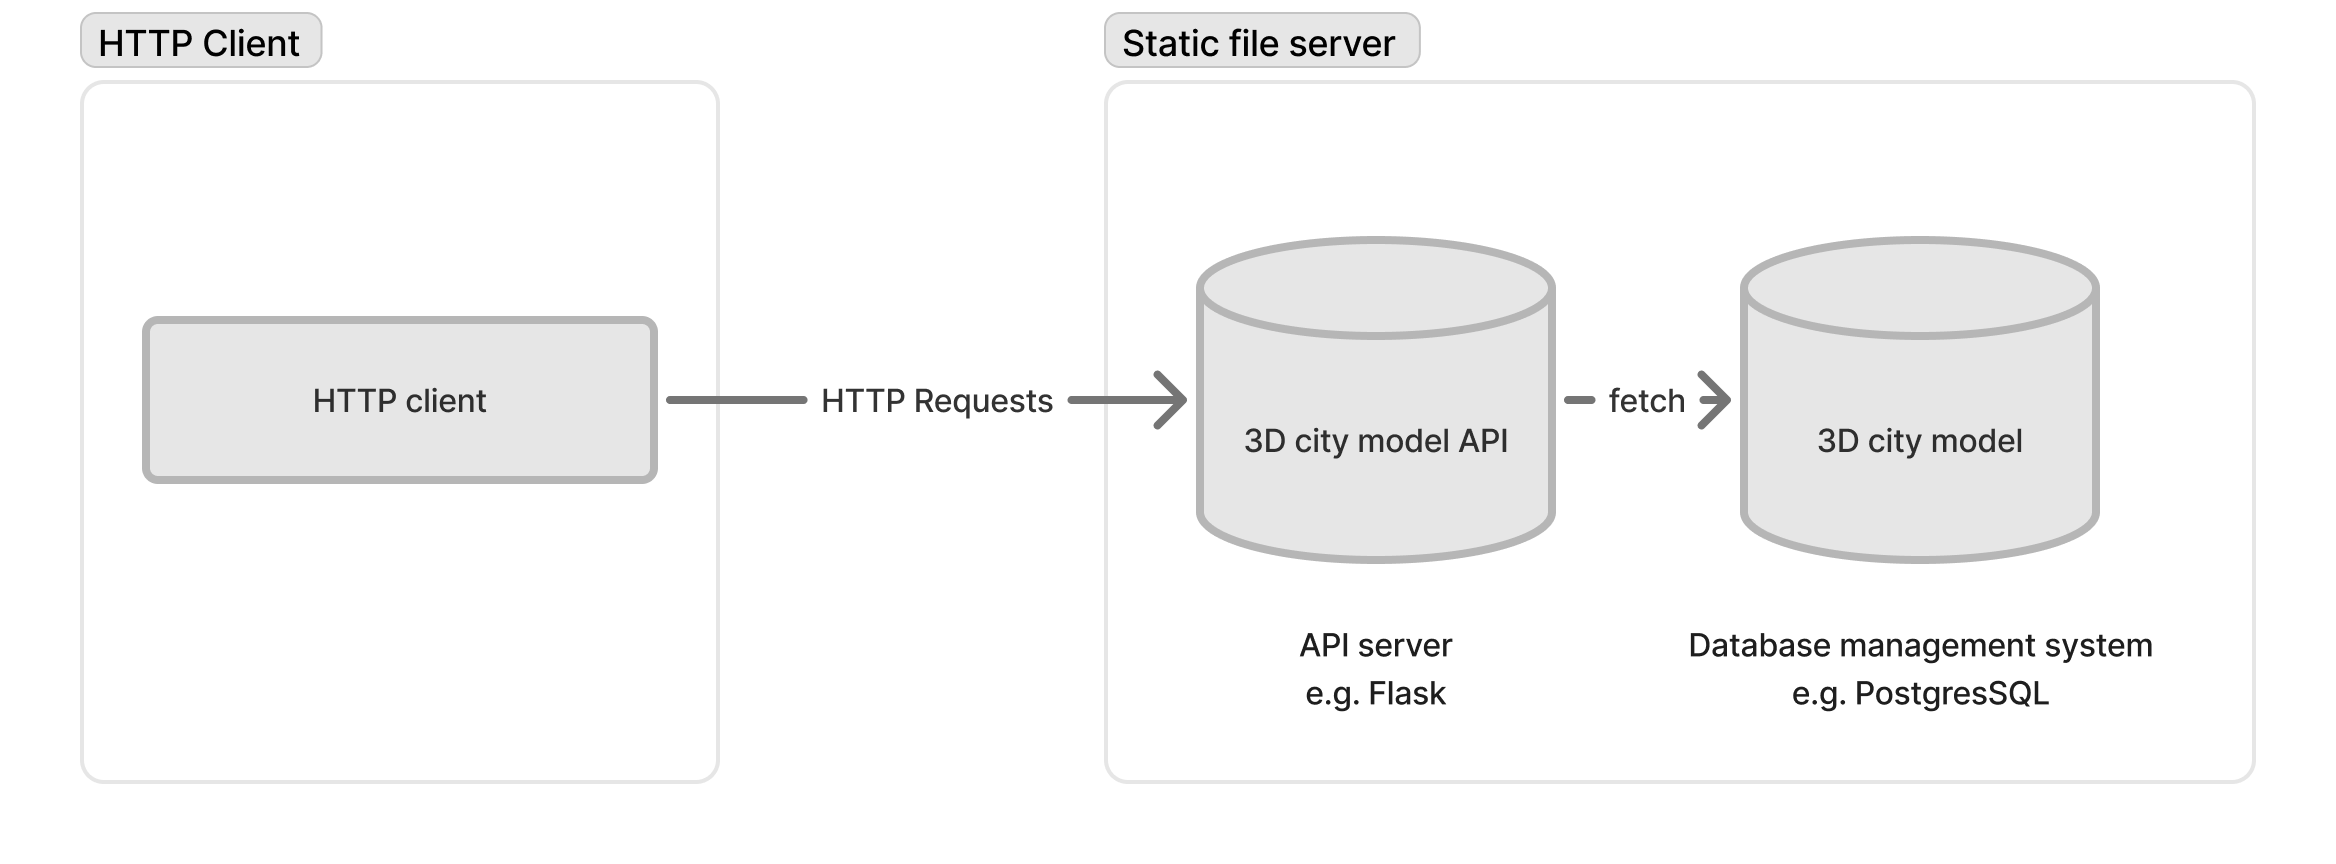 HTTP Client
Static file server
HTTP client
HTTP Requests
3D city model API
fetch
3D city model
API server
e.g. Flask
Database management system
e.g. PostgresSQL